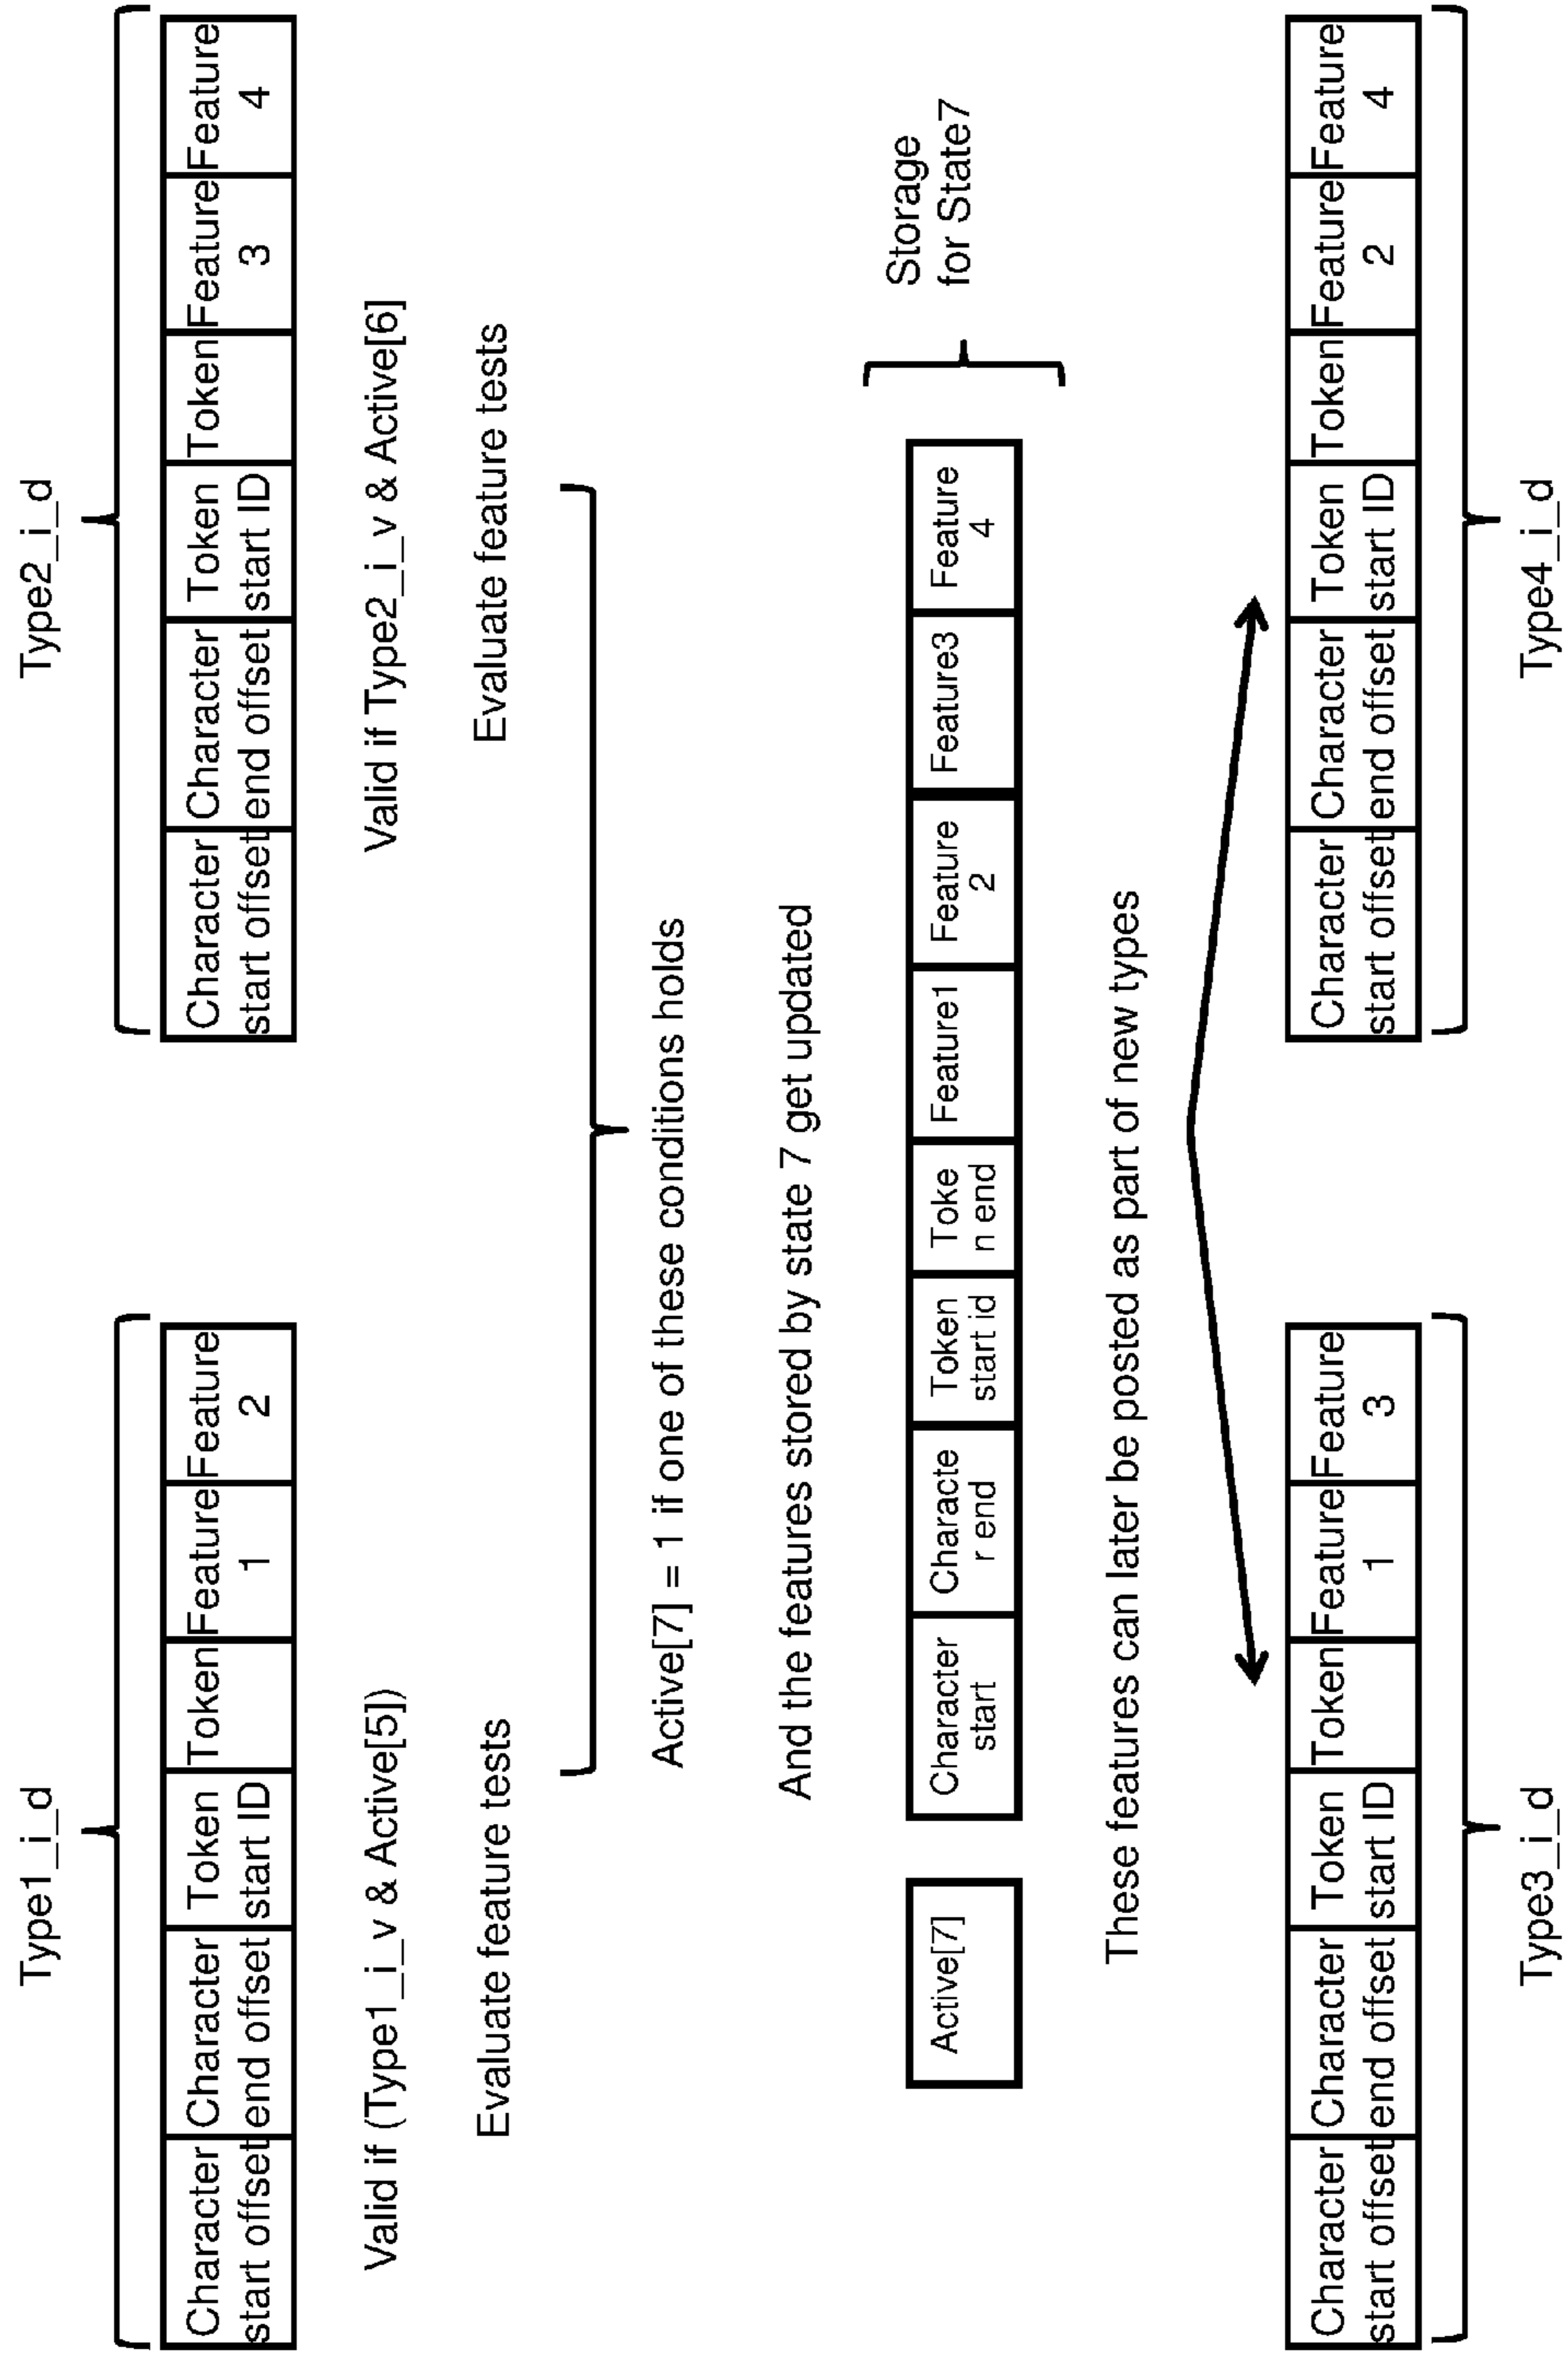 Type1_i_d
Character Character Token Token Feature Feature
start offset end offset start ID 1 2
Valid if (Type1_i_v & Active[5])
Evaluate feature tests
Type2_i_d
Character Character Token Token Feature Feature
start offset end offset start ID 3 4
Valid if Type2_i_v & Active[6]
Evaluate feature tests
Active[7] = 1 if one of these conditions holds
And the features stored by state 7 get updated
Active[7]
Character Characte Token Toke Feature1 Feature Feature3 Feature
start r end start id n end 2 4
Storage
for State7
These features can later be posted as part of new types
Character Character Token Token Feature Feature
start offset end offset start ID 1 3
Type3_i_d
Character Character Token Token Feature Feature
start offset end offset start ID 2 4
Type4_i_d